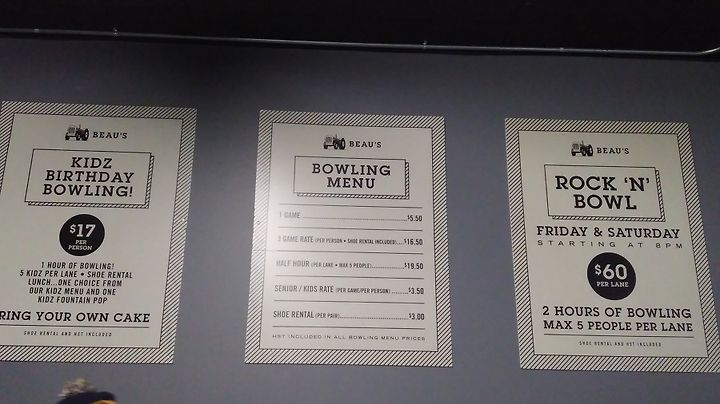 BEAU'S
KIDZ
BIRTHDAY
BOWLING!
$17
PER
PERSON
1 HOUR OF BOWLING!
5 KIDZ PER LANE • SHOE RENTAL
LUNCH...ONE CHOICE FROM
OUR KIDZ MENU AND ONE
KIDZ FOUNTAIN POP
RING YOUR OWN CAKE
SHOE RENTAL AND HST INCLUDED
BEAU'S
BOWLING
MENU
1 GAME $5.50
3 GAME RATE (PER PERSON • SHOE RENTAL INCLUDED) $16.50
HALF HOUR (PER LANE • MAX 5 PEOPLE) $19.50
SENIOR / KIDS RATE (PER GAME/PER PERSON) $3.50
SHOE RENTAL (PER PAIR) $3.00
HST INCLUDED IN ALL BOWLING MENU PRICES
BEAU'S
ROCK 'N'
BOWL
FRIDAY & SATURDAY
STARTING AT 8PM
$60
PER LANE
2 HOURS OF BOWLING
MAX 5 PEOPLE PER LANE
SHOE RENTAL AND HST INCLUDED